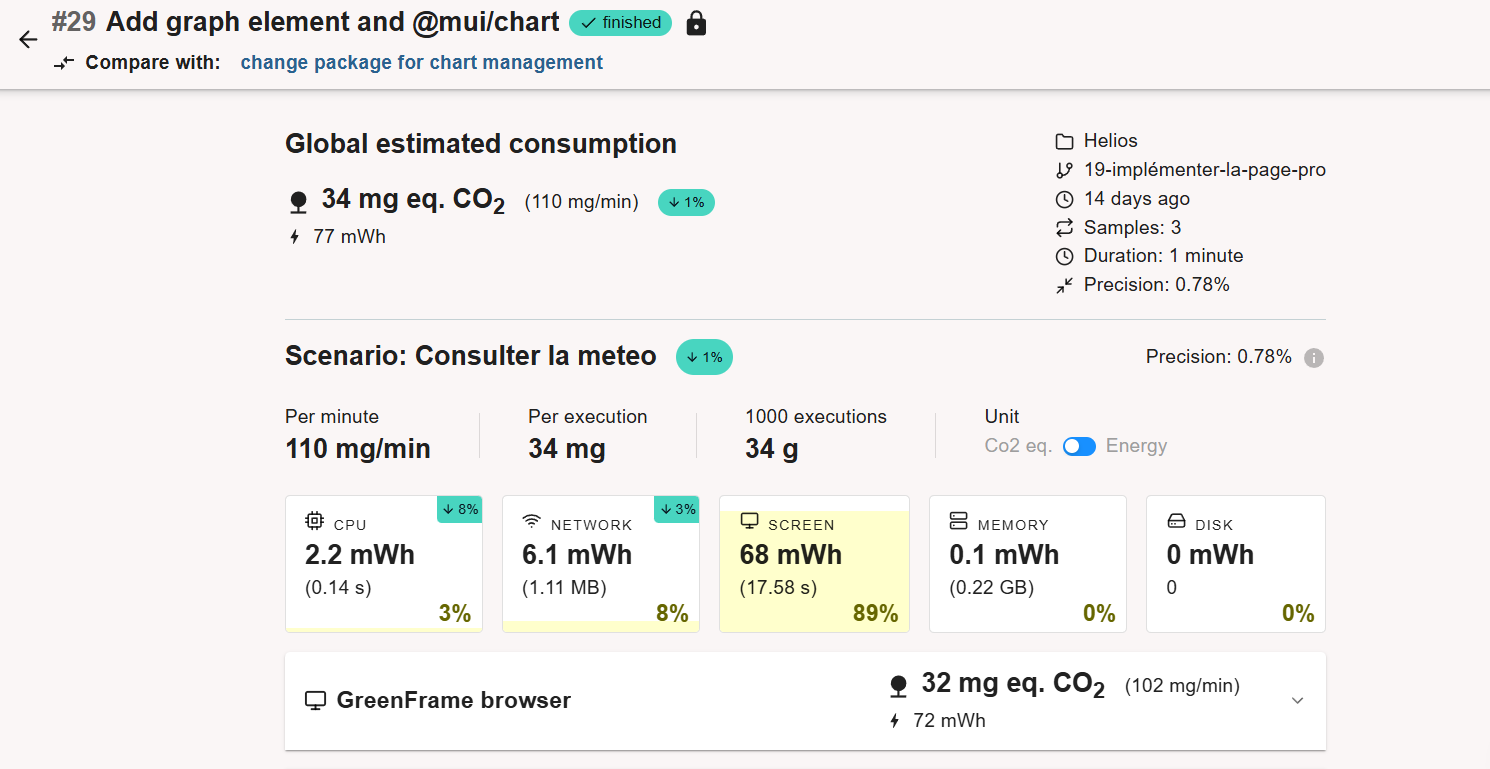 #29 Add graph element and @mui/chart finished
Compare with: change package for chart management
Global estimated consumption
34 mg eq. CO2 (110 mg/min) ↓ 1%
77 mWh
Helios
19-implémenter-la-page-pro
14 days ago
Samples: 3
Duration: 1 minute
Precision: 0.78%
Scenario: Consulter la meteo ↓ 1%
Precision: 0.78%
Per minute
110 mg/min
Per execution
34 mg
1000 executions
34 g
Unit
Co2 eq. Energy
CPU ↓ 8%
2.2 mWh
(0.14 s)
3%
NETWORK ↓ 3%
6.1 mWh
(1.11 MB)
8%
SCREEN
68 mWh
(17.58 s)
89%
MEMORY
0.1 mWh
(0.22 GB)
0%
DISK
0 mWh
0
0%
GreenFrame browser
32 mg eq. CO2 (102 mg/min)
72 mWh